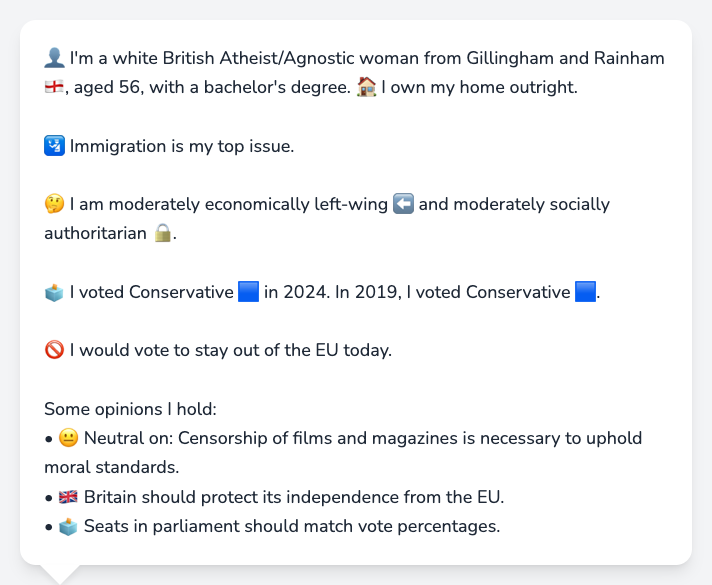 👤 I'm a white British Atheist/Agnostic woman from Gillingham and Rainham
🏴󠁧󠁢󠁥󠁮󠁧󠁿, aged 56, with a bachelor's degree. 🏠 I own my home outright.
🛂 Immigration is my top issue.
🤔 I am moderately economically left-wing ⬅️ and moderately socially
authoritarian 🔒.
🗳️ I voted Conservative 🟦 in 2024. In 2019, I voted Conservative 🟦.
🚫 I would vote to stay out of the EU today.
Some opinions I hold:
• 😐 Neutral on: Censorship of films and magazines is necessary to uphold
moral standards.
• 🇬🇧 Britain should protect its independence from the EU.
• 🗳️ Seats in parliament should match vote percentages.